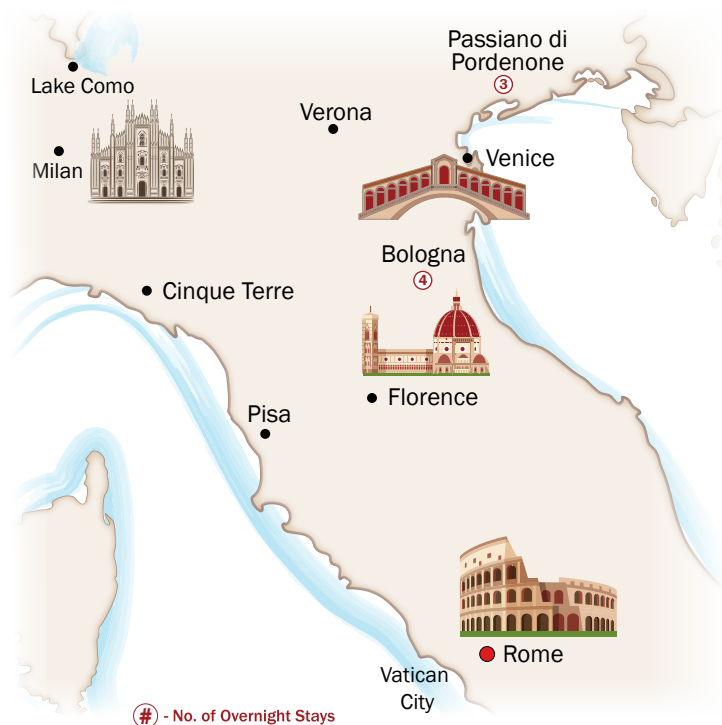 Passiano di
Pordenone
3
Lake Como
Verona
Milan
Venice
Bologna
4
Cinque Terre
Florence
Pisa
Rome
Vatican
City
# - No. of Overnight Stays